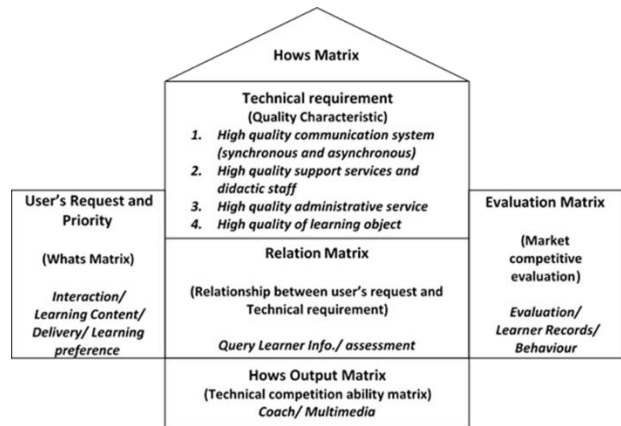 Hows Matrix
Technical requirement
(Quality Characteristic)
1. High quality communication system
(synchronous and asynchronous)
2. High quality support services and
didactic staff
3. High quality administrative service
4. High quality of learning object
User's Request and
Priority
(Whats Matrix)
Interaction/
Learning Content/
Delivery/ Learning
preference
Relation Matrix
(Relationship between user's request and
Technical requirement)
Query Learner Info./ assessment
Evaluation Matrix
(Market
competitive
evaluation)
Evaluation/
Learner Records/
Behaviour
Hows Output Matrix
(Technical competition ability matrix)
Coach/ Multimedia